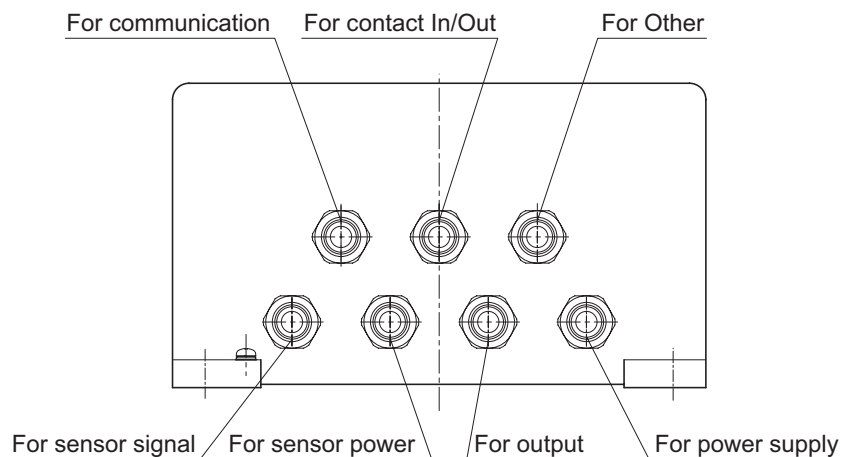 For communication
For contact In/Out
For Other
For sensor signal
For sensor power
For output
For power supply